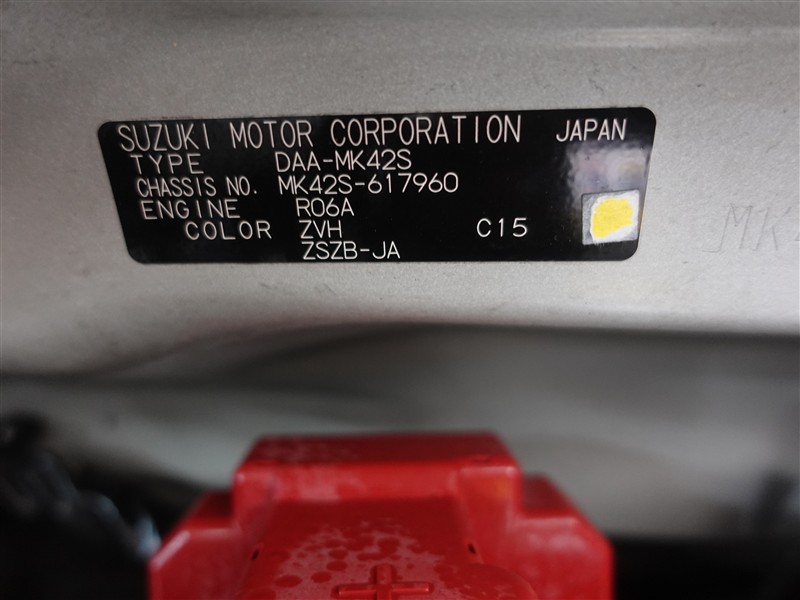 SUZUKI MOTOR CORPORATION JAPAN
TYPE DAA-MK42S
CHASSIS NO. MK42S-617960
ENGINE R06A
COLOR ZVH C15
ZSZB-JA
+